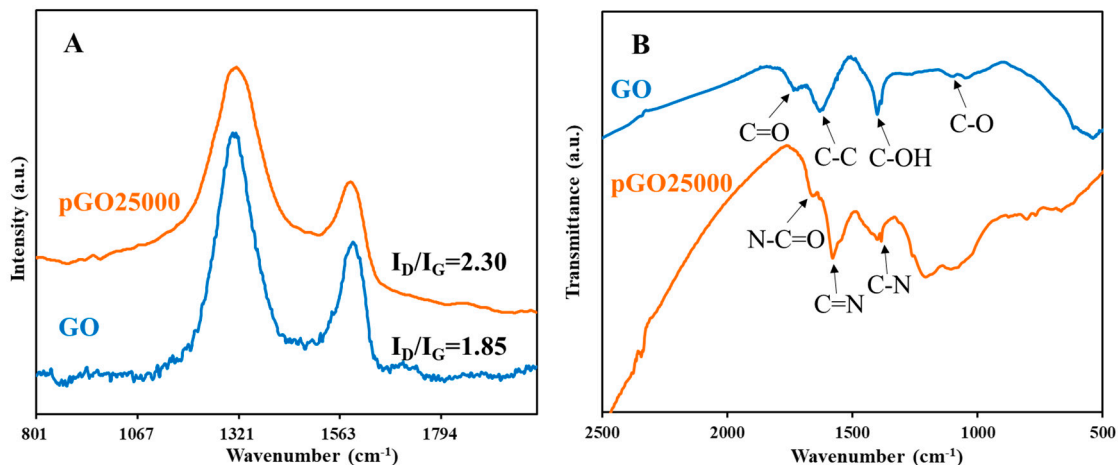 A
pGO25000
I_D/I_G=2.30
GO
I_D/I_G=1.85
Intensity (a.u.)
801 1067 1321 1563 1794
Wavenumber (cm⁻¹)
B
GO
C=O
C-C
C-OH
C-O
pGO25000
N-C=O
C=N
C-N
Transmittance (a.u.)
2500 2000 1500 1000 500
Wavenumber (cm⁻¹)